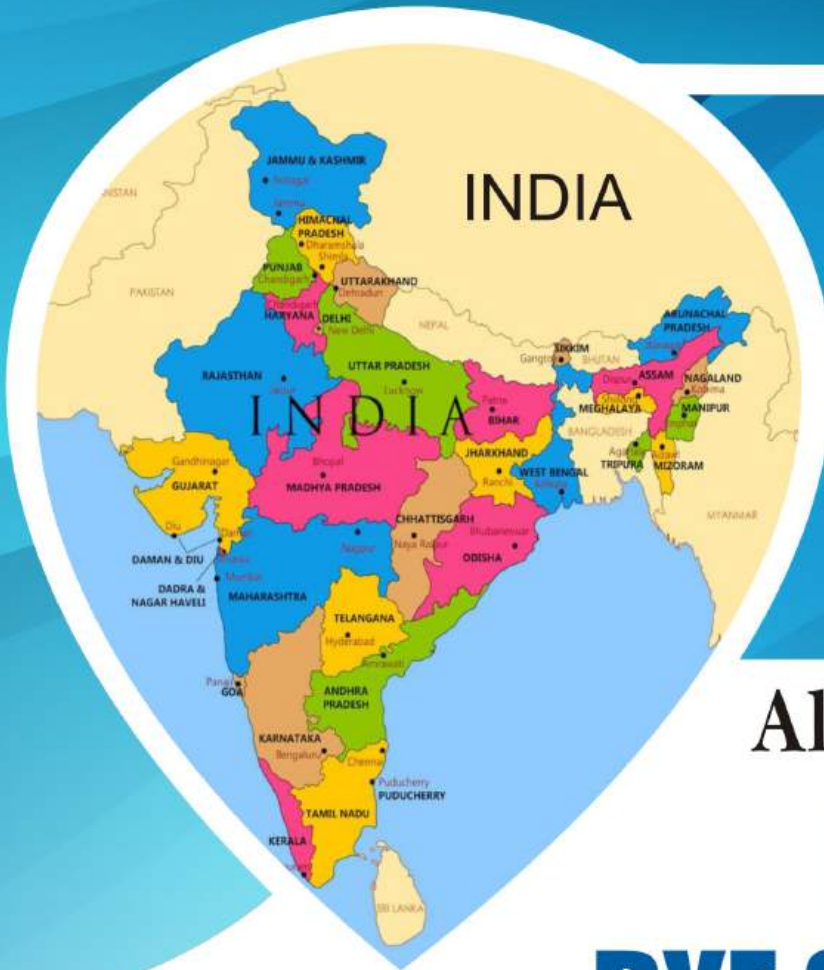 INDIA
JAMMU & KASHMIR
Srinagar
Jammu
HIMACHAL
PRADESH
Dharamshala
Shimla
PUNJAB
Chandigarh
UTTARAKHAND
Dehradun
PAKISTAN
Chandigarh
HARYANA
DELHI
New Delhi
NEPAL
ARUNACHAL
PRADESH
Itanagar
SIKKIM
Gangtok
BHUTAN
RAJASTHAN
Jaipur
UTTAR PRADESH
Lucknow
ASSAM
Dispur
NAGALAND
Kohima
Shillong
MEGHALAYA
MANIPUR
Imphal
INDIA
Patna
BIHAR
BANGLADESH
Agartala
TRIPURA
Aizawl
MIZORAM
Gandhinagar
GUJARAT
Bhopal
MADHYA PRADESH
JHARKHAND
Ranchi
WEST BENGAL
Kolkata
MYANMAR
Diu
Daman
DAMAN & DIU
DADRA &
NAGAR HAVELI
Mumbai
MAHARASHTRA
Nagpur
CHHATTISGARH
Naya Raipur
Bhubaneswar
ODISHA
TELANGANA
Hyderabad
Amrawati
Panaji
GOA
ANDHRA
PRADESH
KARNATAKA
Bengaluru
Chennai
Puducherry
PUDUCHERRY
TAMIL NADU
KERALA
SRI LANKA